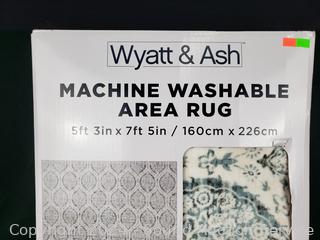 Wyatt & Ash
MACHINE WASHABLE
AREA RUG
5ft 3in x 7ft 5in / 160cm x 226cm